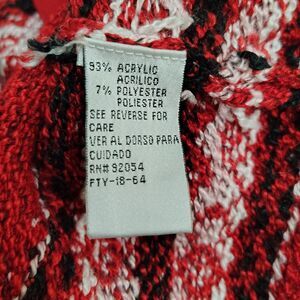 93% ACRYLIC
ACRILICO
7% POLYESTER
POLIESTER
SEE REVERSE FOR
CARE
VER AL DORSO PARA
CUIDADO
RN#92054
FTY-18-64